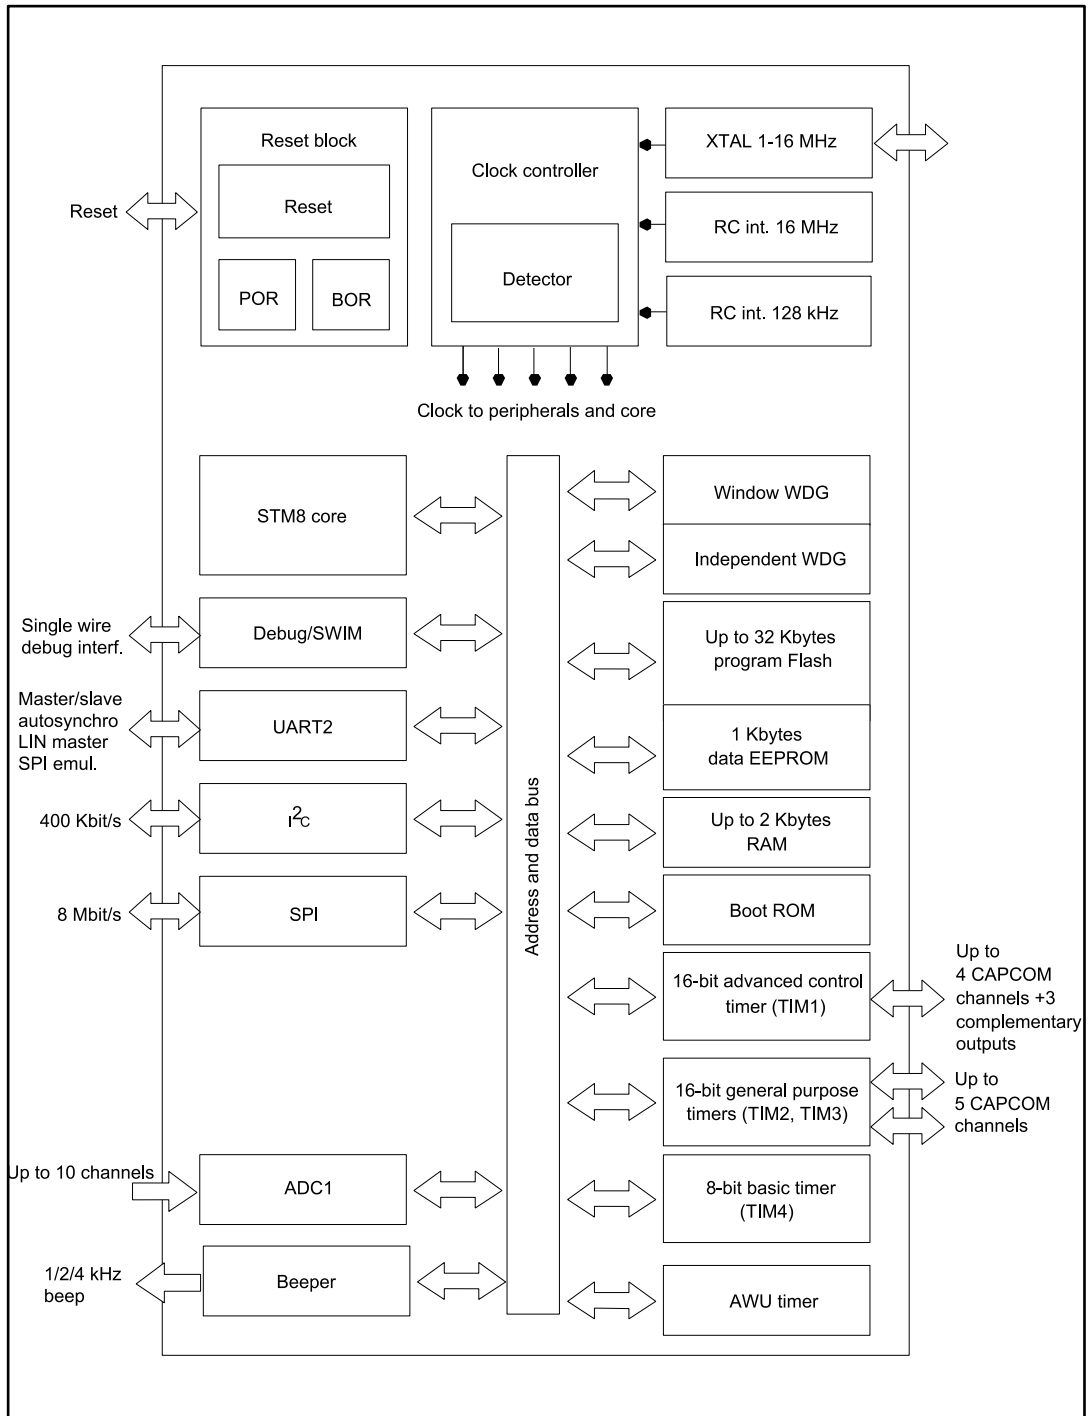 Reset block
Reset
POR
BOR
Reset
Clock controller
Detector
XTAL 1-16 MHz
RC int. 16 MHz
RC int. 128 kHz
Clock to peripherals and core
STM8 core
Single wire
debug interf.
Debug/SWIM
Master/slave
autosynchro
LIN master
SPI emul.
UART2
400 Kbit/s
I2C
8 Mbit/s
SPI
Up to 10 channels
ADC1
1/2/4 kHz
beep
Beeper
Address and data bus
Window WDG
Independent WDG
Up to 32 Kbytes
program Flash
1 Kbytes
data EEPROM
Up to 2 Kbytes
RAM
Boot ROM
16-bit advanced control
timer (TIM1)
Up to
4 CAPCOM
channels +3
complementary
outputs
16-bit general purpose
timers (TIM2, TIM3)
Up to
5 CAPCOM
channels
8-bit basic timer
(TIM4)
AWU timer